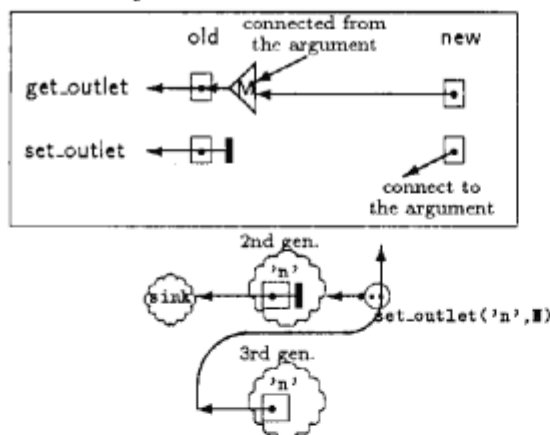 connected from
old the argument new
M
get_outlet
set_outlet
connect to
the argument
2nd gen.
'n'
sink
set_outlet('n',N)
3rd gen.
'n'